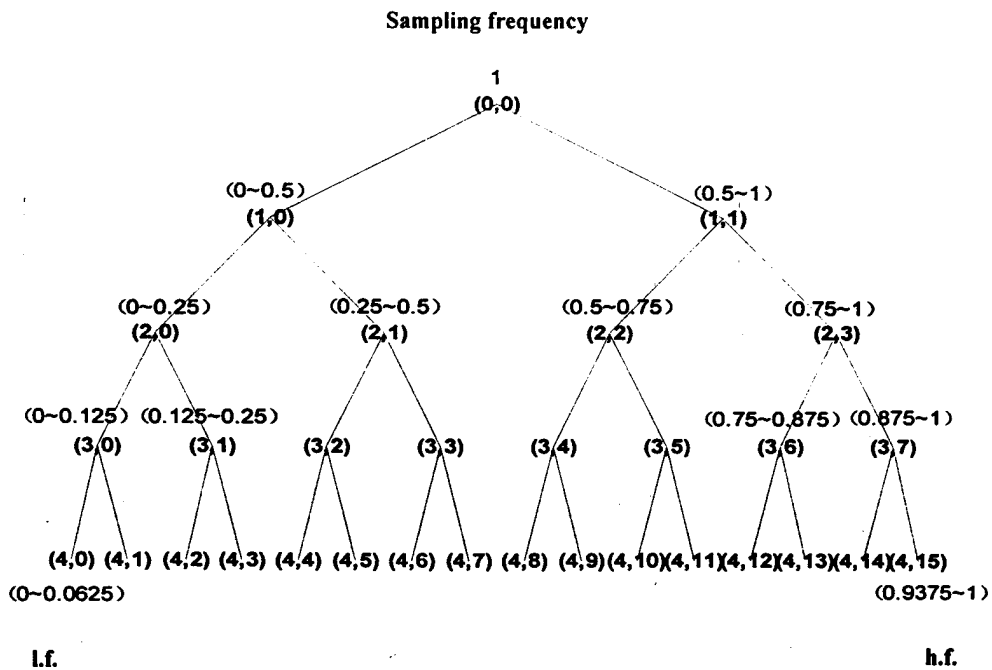 Sampling frequency
1
(0,0)
(0~0.5) (0.5~1)
(1,0) (1,1)
(0~0.25) (0.25~0.5) (0.5~0.75) (0.75~1)
(2,0) (2,1) (2,2) (2,3)
(0~0.125) (0.125~0.25) (0.75~0.875) (0.875~1)
(3,0) (3,1) (3,2) (3,3) (3,4) (3,5) (3,6) (3,7)
(4,0) (4,1) (4,2) (4,3) (4,4) (4,5) (4,6) (4,7) (4,8) (4,9) (4,10) (4,11) (4,12) (4,13) (4,14) (4,15)
(0~0.0625) (0.9375~1)
l.f. h.f.